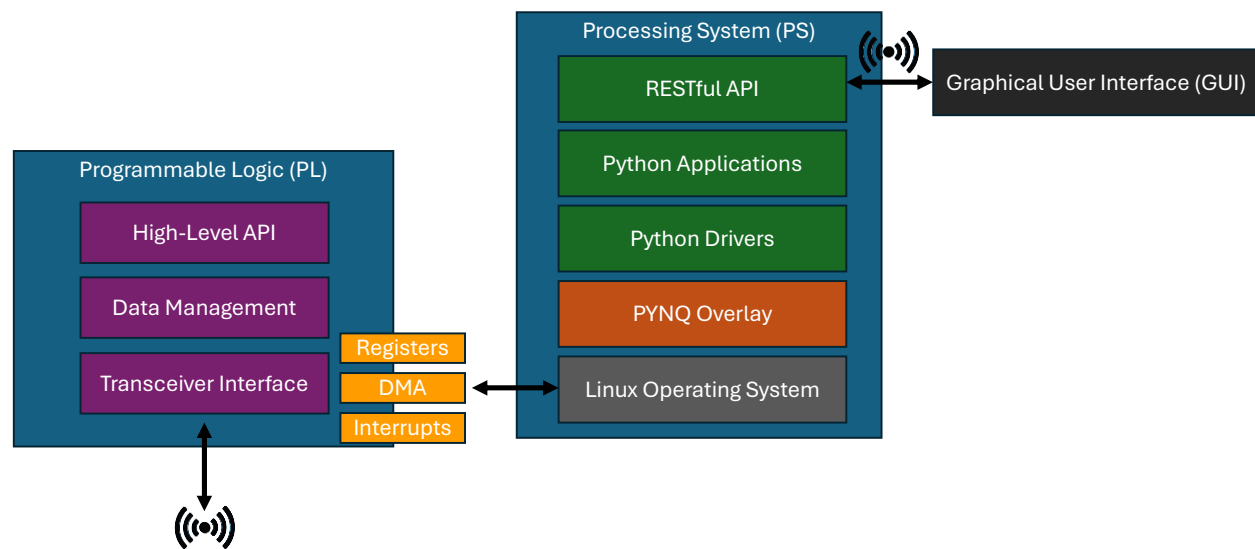 Processing System (PS)
RESTful API
Graphical User Interface (GUI)
Python Applications
Python Drivers
PYNQ Overlay
Linux Operating System
Programmable Logic (PL)
High-Level API
Data Management
Transceiver Interface
Registers
DMA
Interrupts